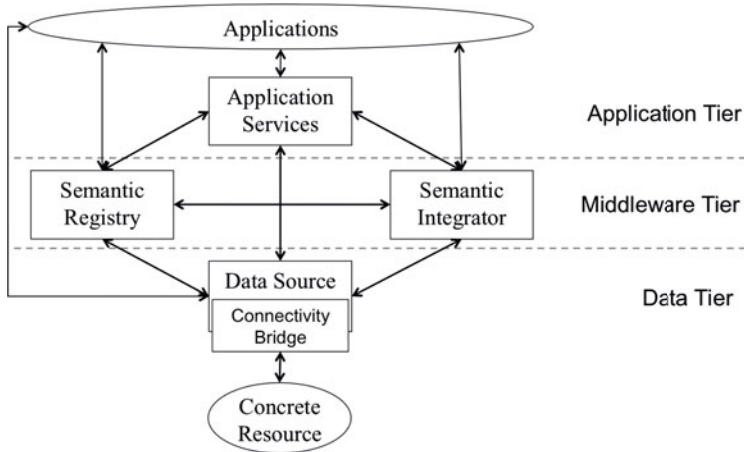 Applications
Application
Services
Application Tier
Semantic
Registry
Semantic
Integrator
Middleware Tier
Data Source
Connectivity
Bridge
Data Tier
Concrete
Resource